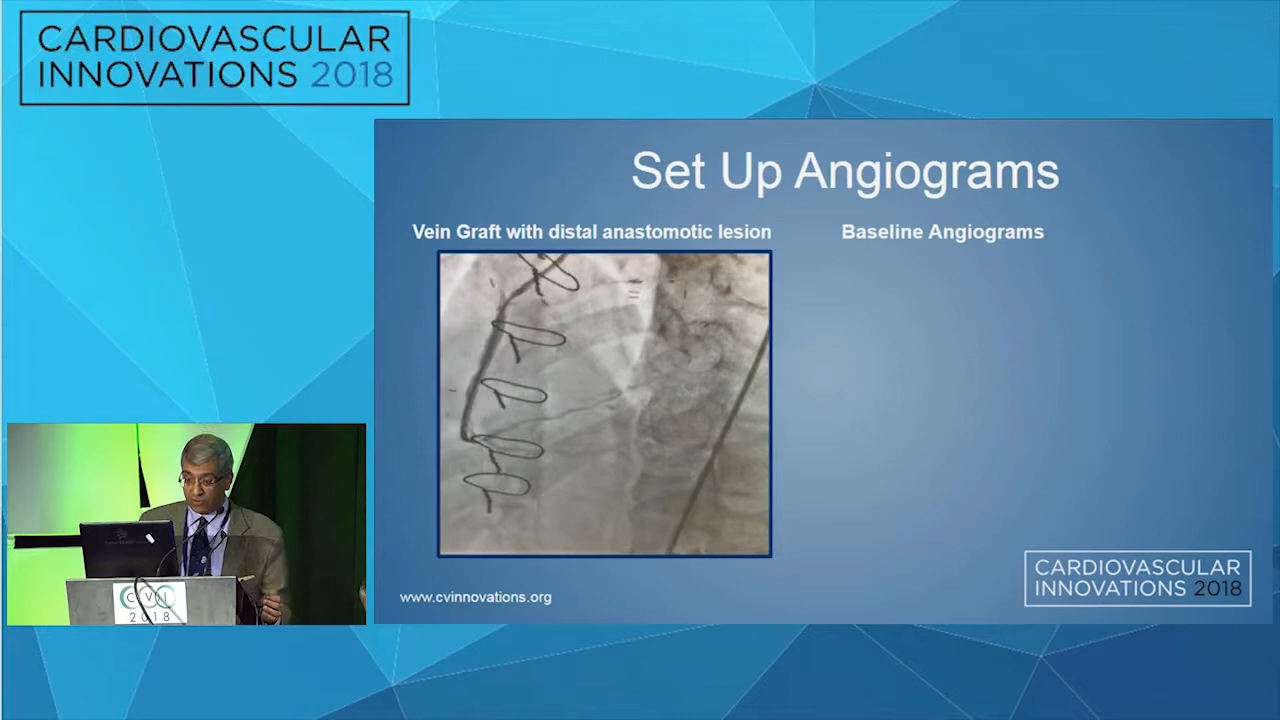 CARDIOVASCULAR
INNOVATIONS 2018
Set Up Angiograms
Vein Graft with distal anastomotic lesion
Baseline Angiograms
www.cvinnovations.org
CARDIOVASCULAR
INNOVATIONS 2018
CVI
2018